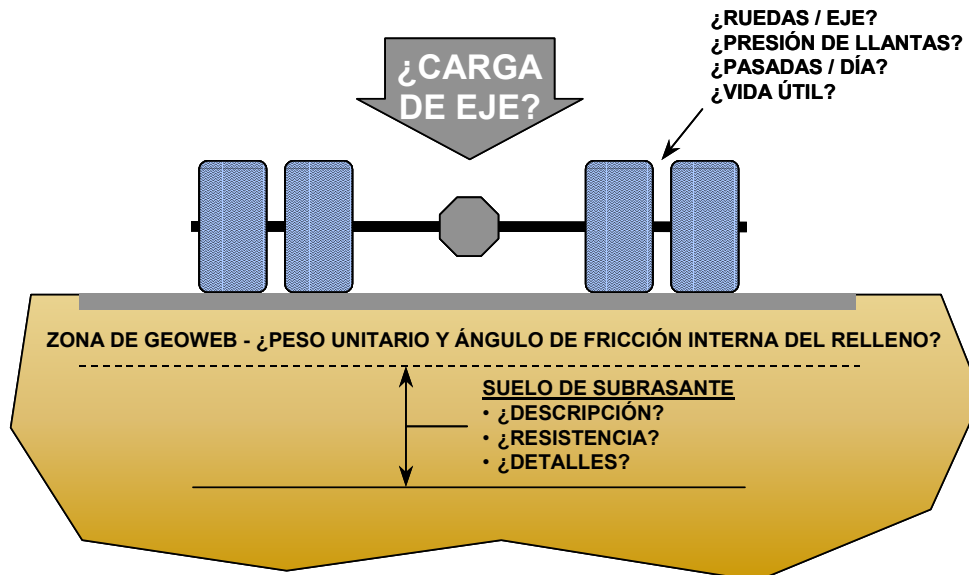 ¿RUEDAS / EJE?
¿PRESIÓN DE LLANTAS?
¿PASADAS / DÍA?
¿VIDA ÚTIL?
¿CARGA
DE EJE?
ZONA DE GEOWEB - ¿PESO UNITARIO Y ÁNGULO DE FRICCIÓN INTERNA DEL RELLENO?
SUELO DE SUBRASANTE
• ¿DESCRIPCIÓN?
• ¿RESISTENCIA?
• ¿DETALLES?